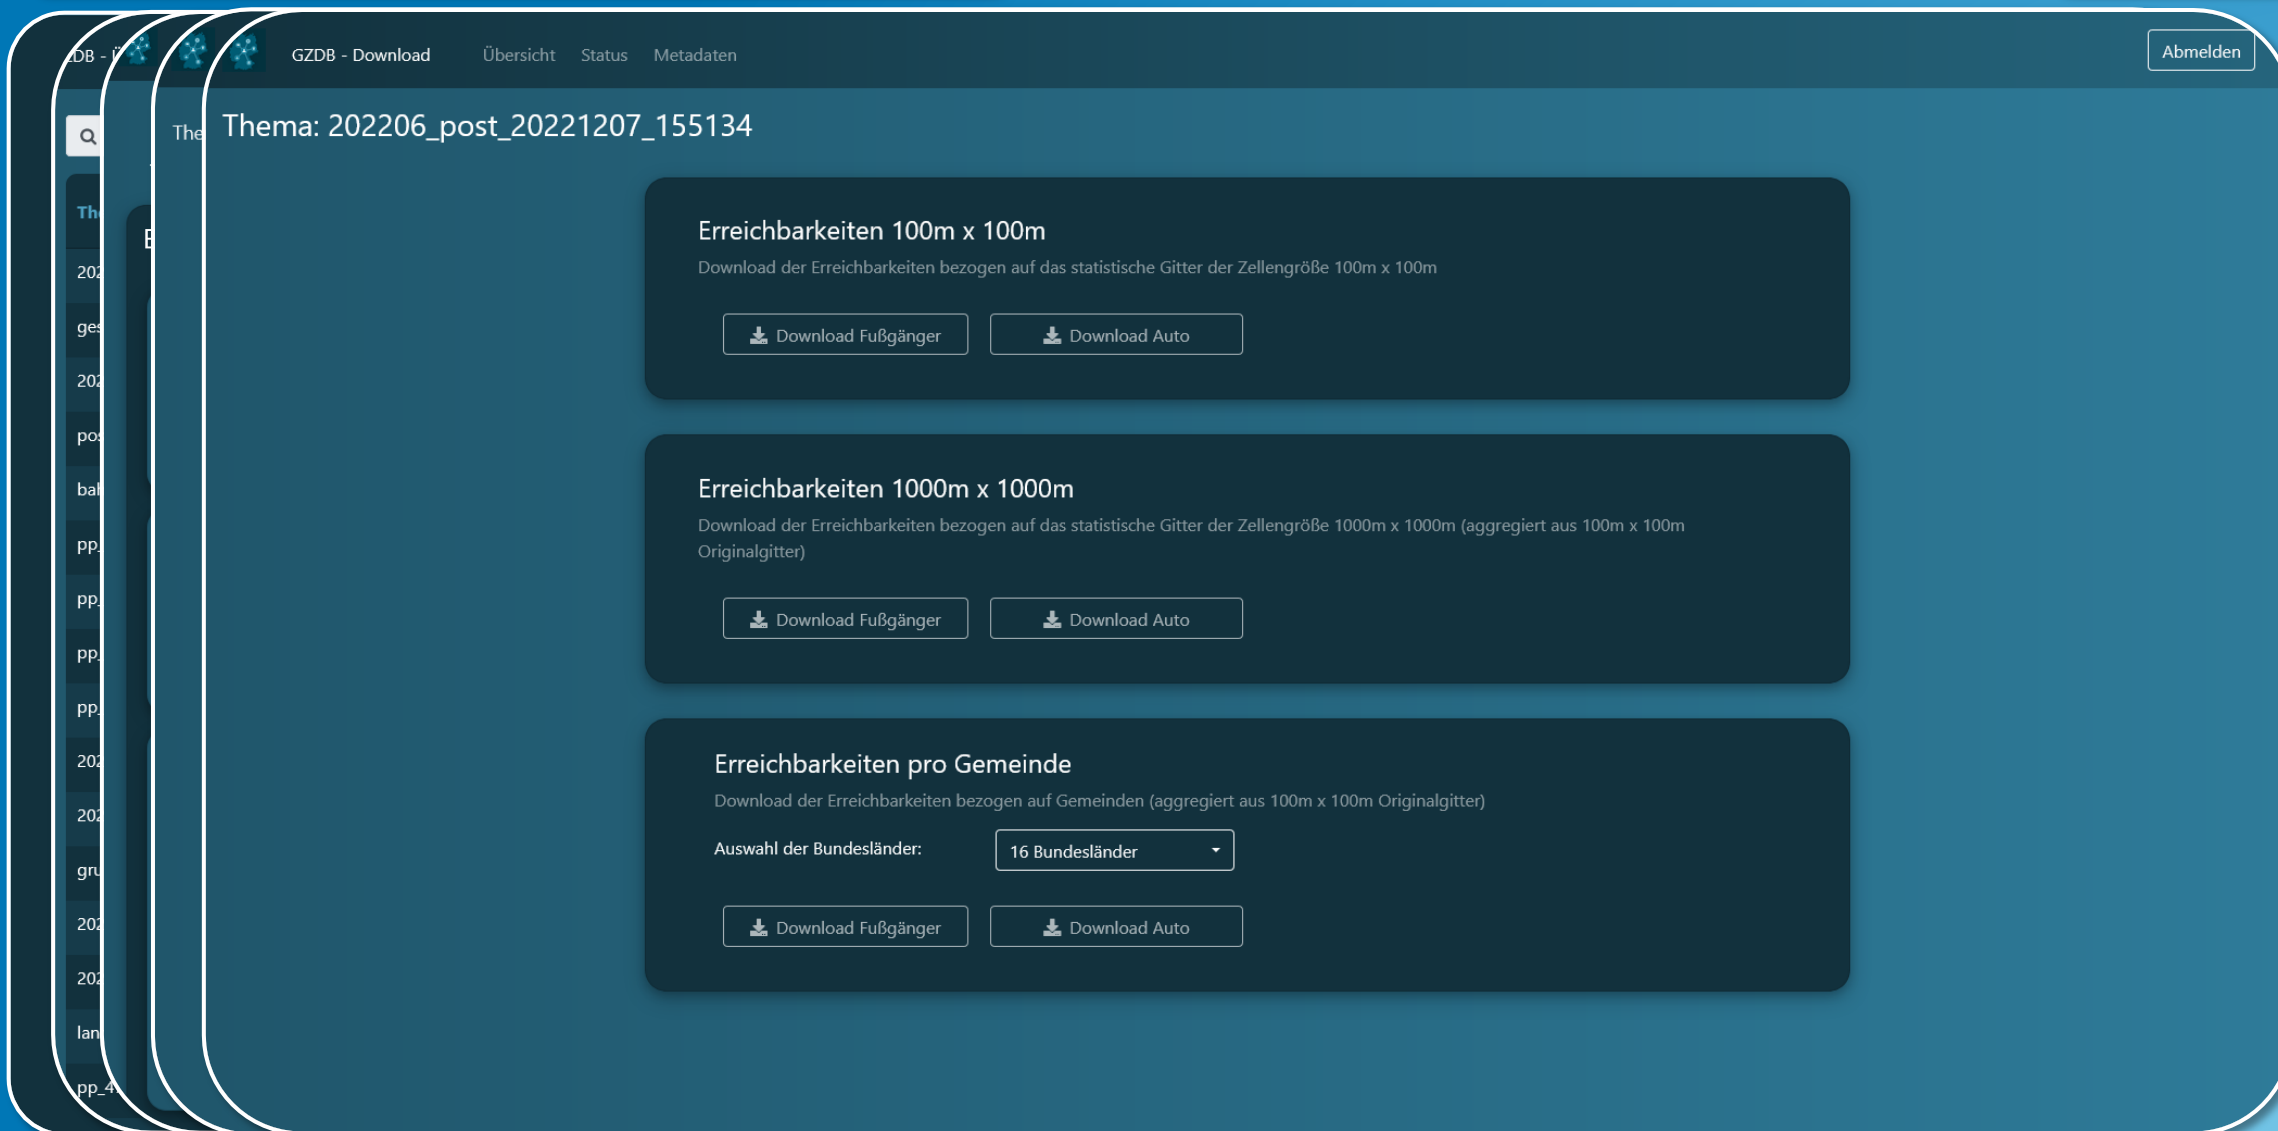 GZDB - Download Übersicht Status Metadaten Abmelden
Thema: 202206_post_20221207_155134
Erreichbarkeiten 100m x 100m
Download der Erreichbarkeiten bezogen auf das statistische Gitter der Zellengröße 100m x 100m
Download Fußgänger Download Auto
Erreichbarkeiten 1000m x 1000m
Download der Erreichbarkeiten bezogen auf das statistische Gitter der Zellengröße 1000m x 1000m (aggregiert aus 100m x 100m
Originalgitter)
Download Fußgänger Download Auto
Erreichbarkeiten pro Gemeinde
Download der Erreichbarkeiten bezogen auf Gemeinden (aggregiert aus 100m x 100m Originalgitter)
Auswahl der Bundesländer: 16 Bundesländer
Download Fußgänger Download Auto